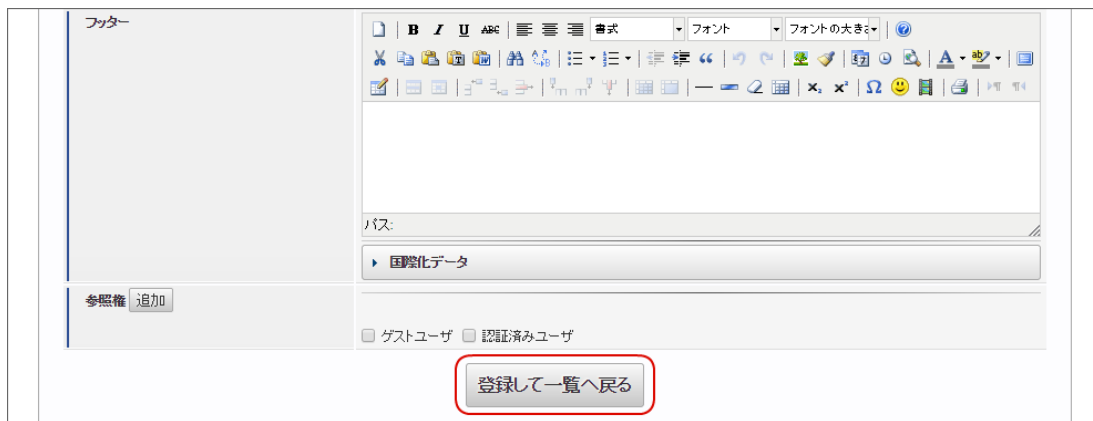 フッター
B I U ABC 書式 フォント フォントの大きさ
パス:
国際化データ
参照権 追加
ゲストユーザ 認証済みユーザ
登録して一覧へ戻る